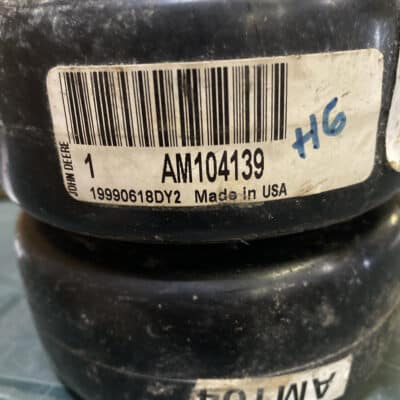 JOHN DEERE
1 AM104139
H6
19990618DY2 Made in USA
AM104